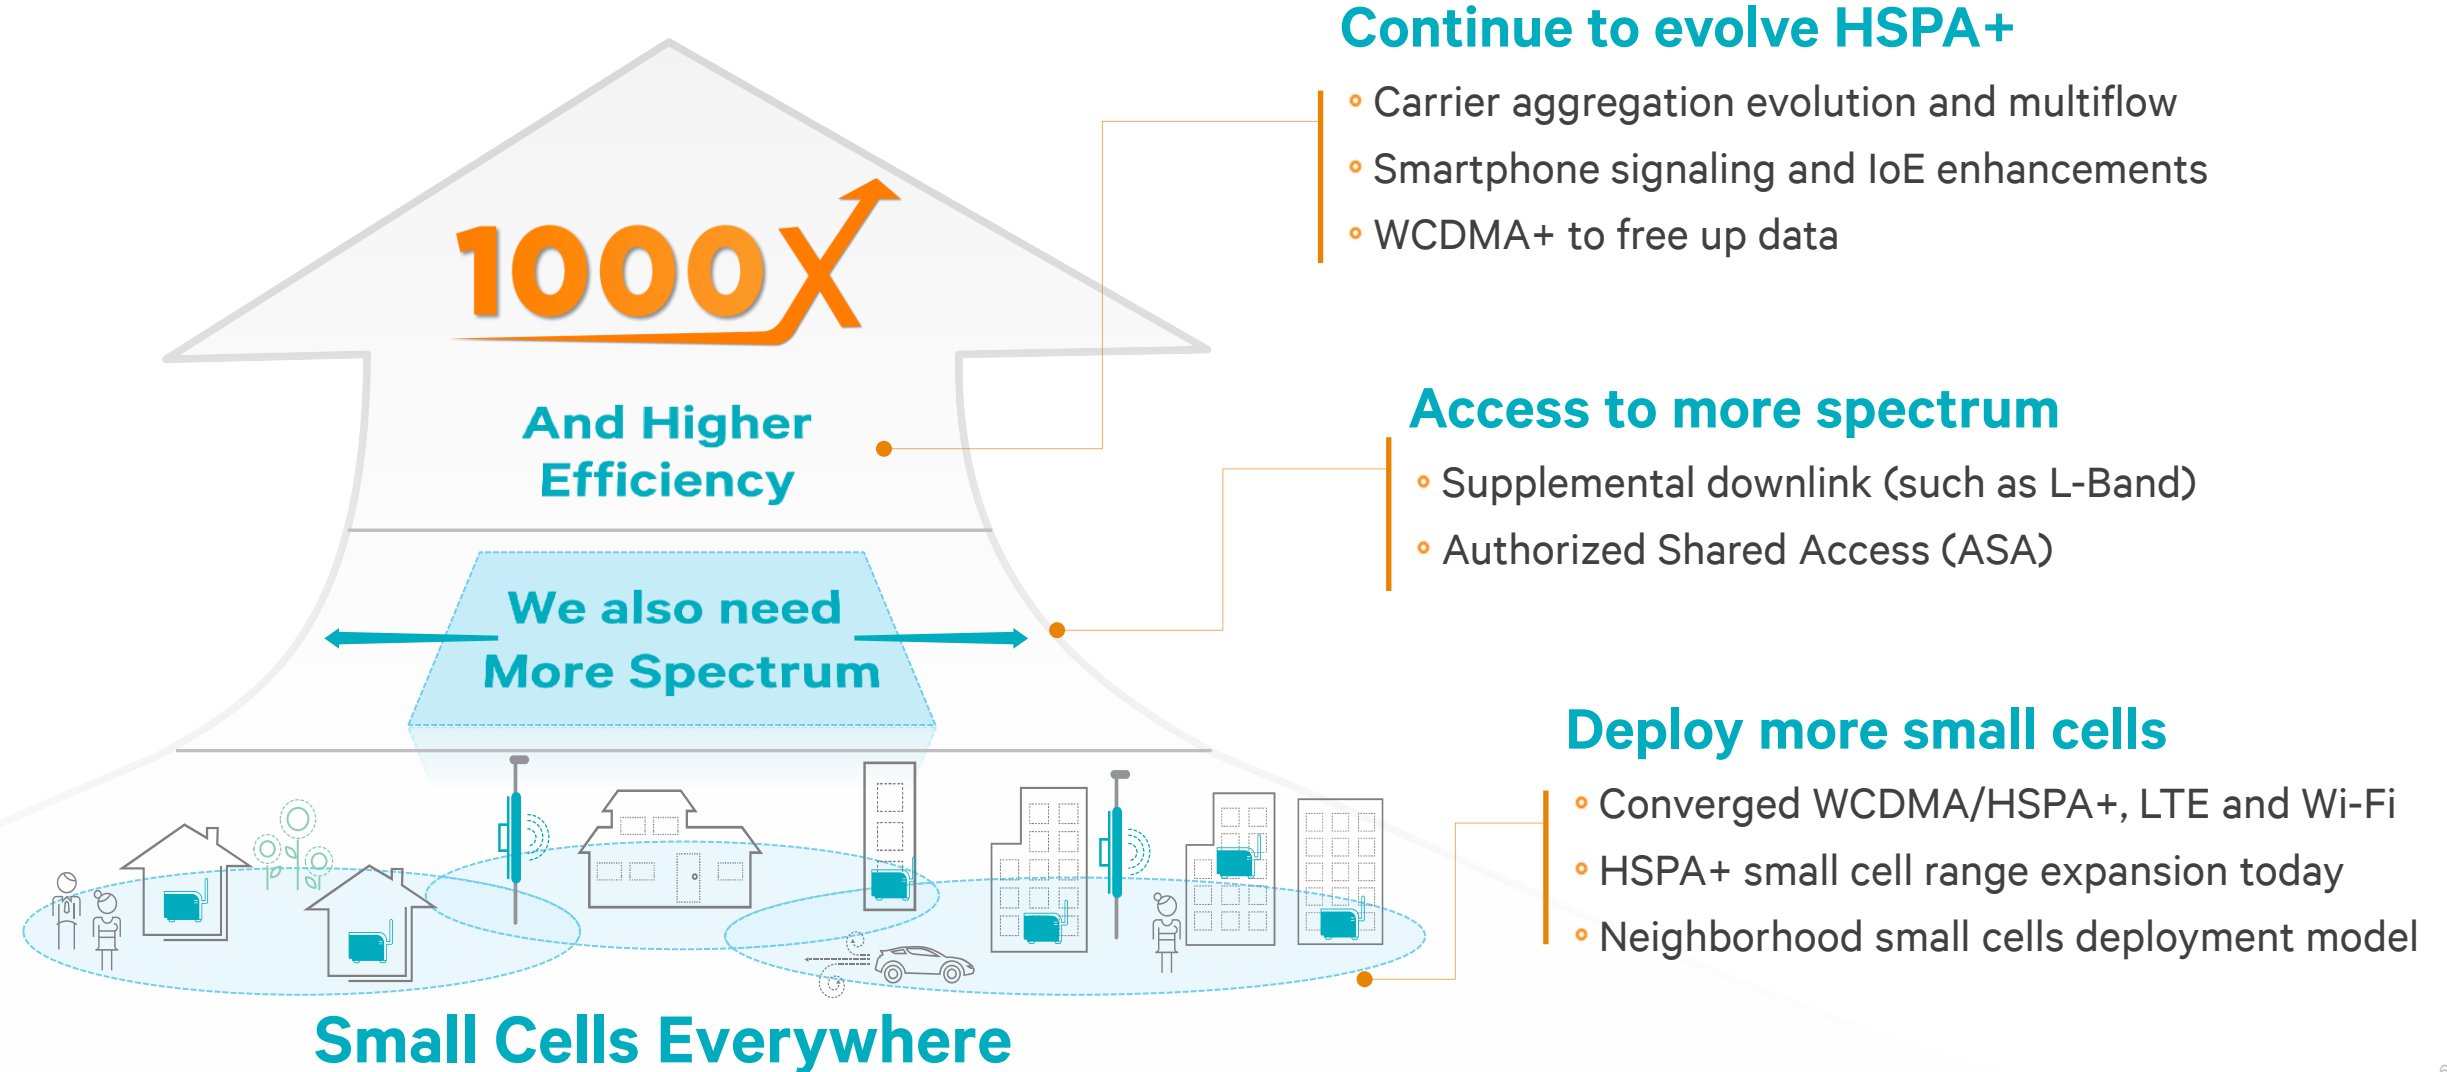 1000X
And Higher
Efficiency
We also need
More Spectrum
Small Cells Everywhere
Continue to evolve HSPA+
Carrier aggregation evolution and multiflow
Smartphone signaling and IoE enhancements
WCDMA+ to free up data
Access to more spectrum
Supplemental downlink (such as L-Band)
Authorized Shared Access (ASA)
Deploy more small cells
Converged WCDMA/HSPA+, LTE and Wi-Fi
HSPA+ small cell range expansion today
Neighborhood small cells deployment model